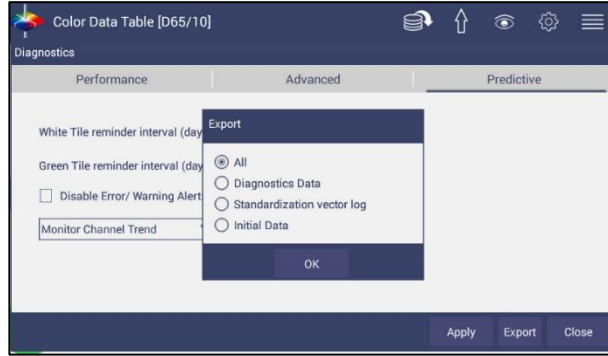 Color Data Table [D65/10]
Diagnostics
Performance Advanced Predictive
White Tile reminder interval (day
Green Tile reminder interval (day
Disable Error/ Warning Alert
Monitor Channel Trend
Export
All
Diagnostics Data
Standardization vector log
Initial Data
OK
Apply Export Close